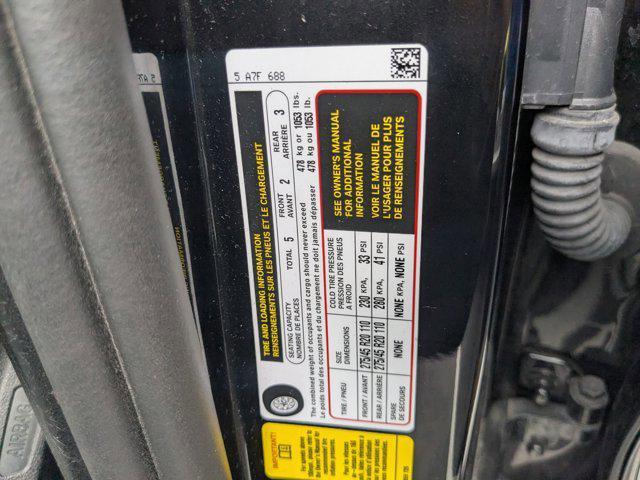 5 A7F 688
TIRE AND LOADING INFORMATION
RENSEIGNEMENTS SUR LES PNEUS ET LE CHARGEMENT
SEATING CAPACITY
NOMBRE DE PLACES
TOTAL 5
FRONT
AVANT 2
REAR
ARRIÈRE 3
The combined weight of occupants and cargo should never exceed 478 kg or 1053 lbs.
Le poids total des occupants et du chargement ne doit jamais dépasser 478 kg ou 1053 lb.
TIRE / PNEU
SIZE
DIMENSIONS
COLD TIRE PRESSURE
PRESSION DES PNEUS
A FROID
FRONT / AVANT 275/45 R20 110 230 KPA, 33 PSI
REAR / ARRIÈRE 275/45 R20 110 280 KPA, 41 PSI
SPARE
DE SECOURS
NONE NONE KPA, NONE PSI
SEE OWNER'S MANUAL
FOR ADDITIONAL
INFORMATION
VOIR LE MANUEL DE
L'USAGER POUR PLUS
DE RENSEIGNEMENTS
IMPORTANT!
AIRBA